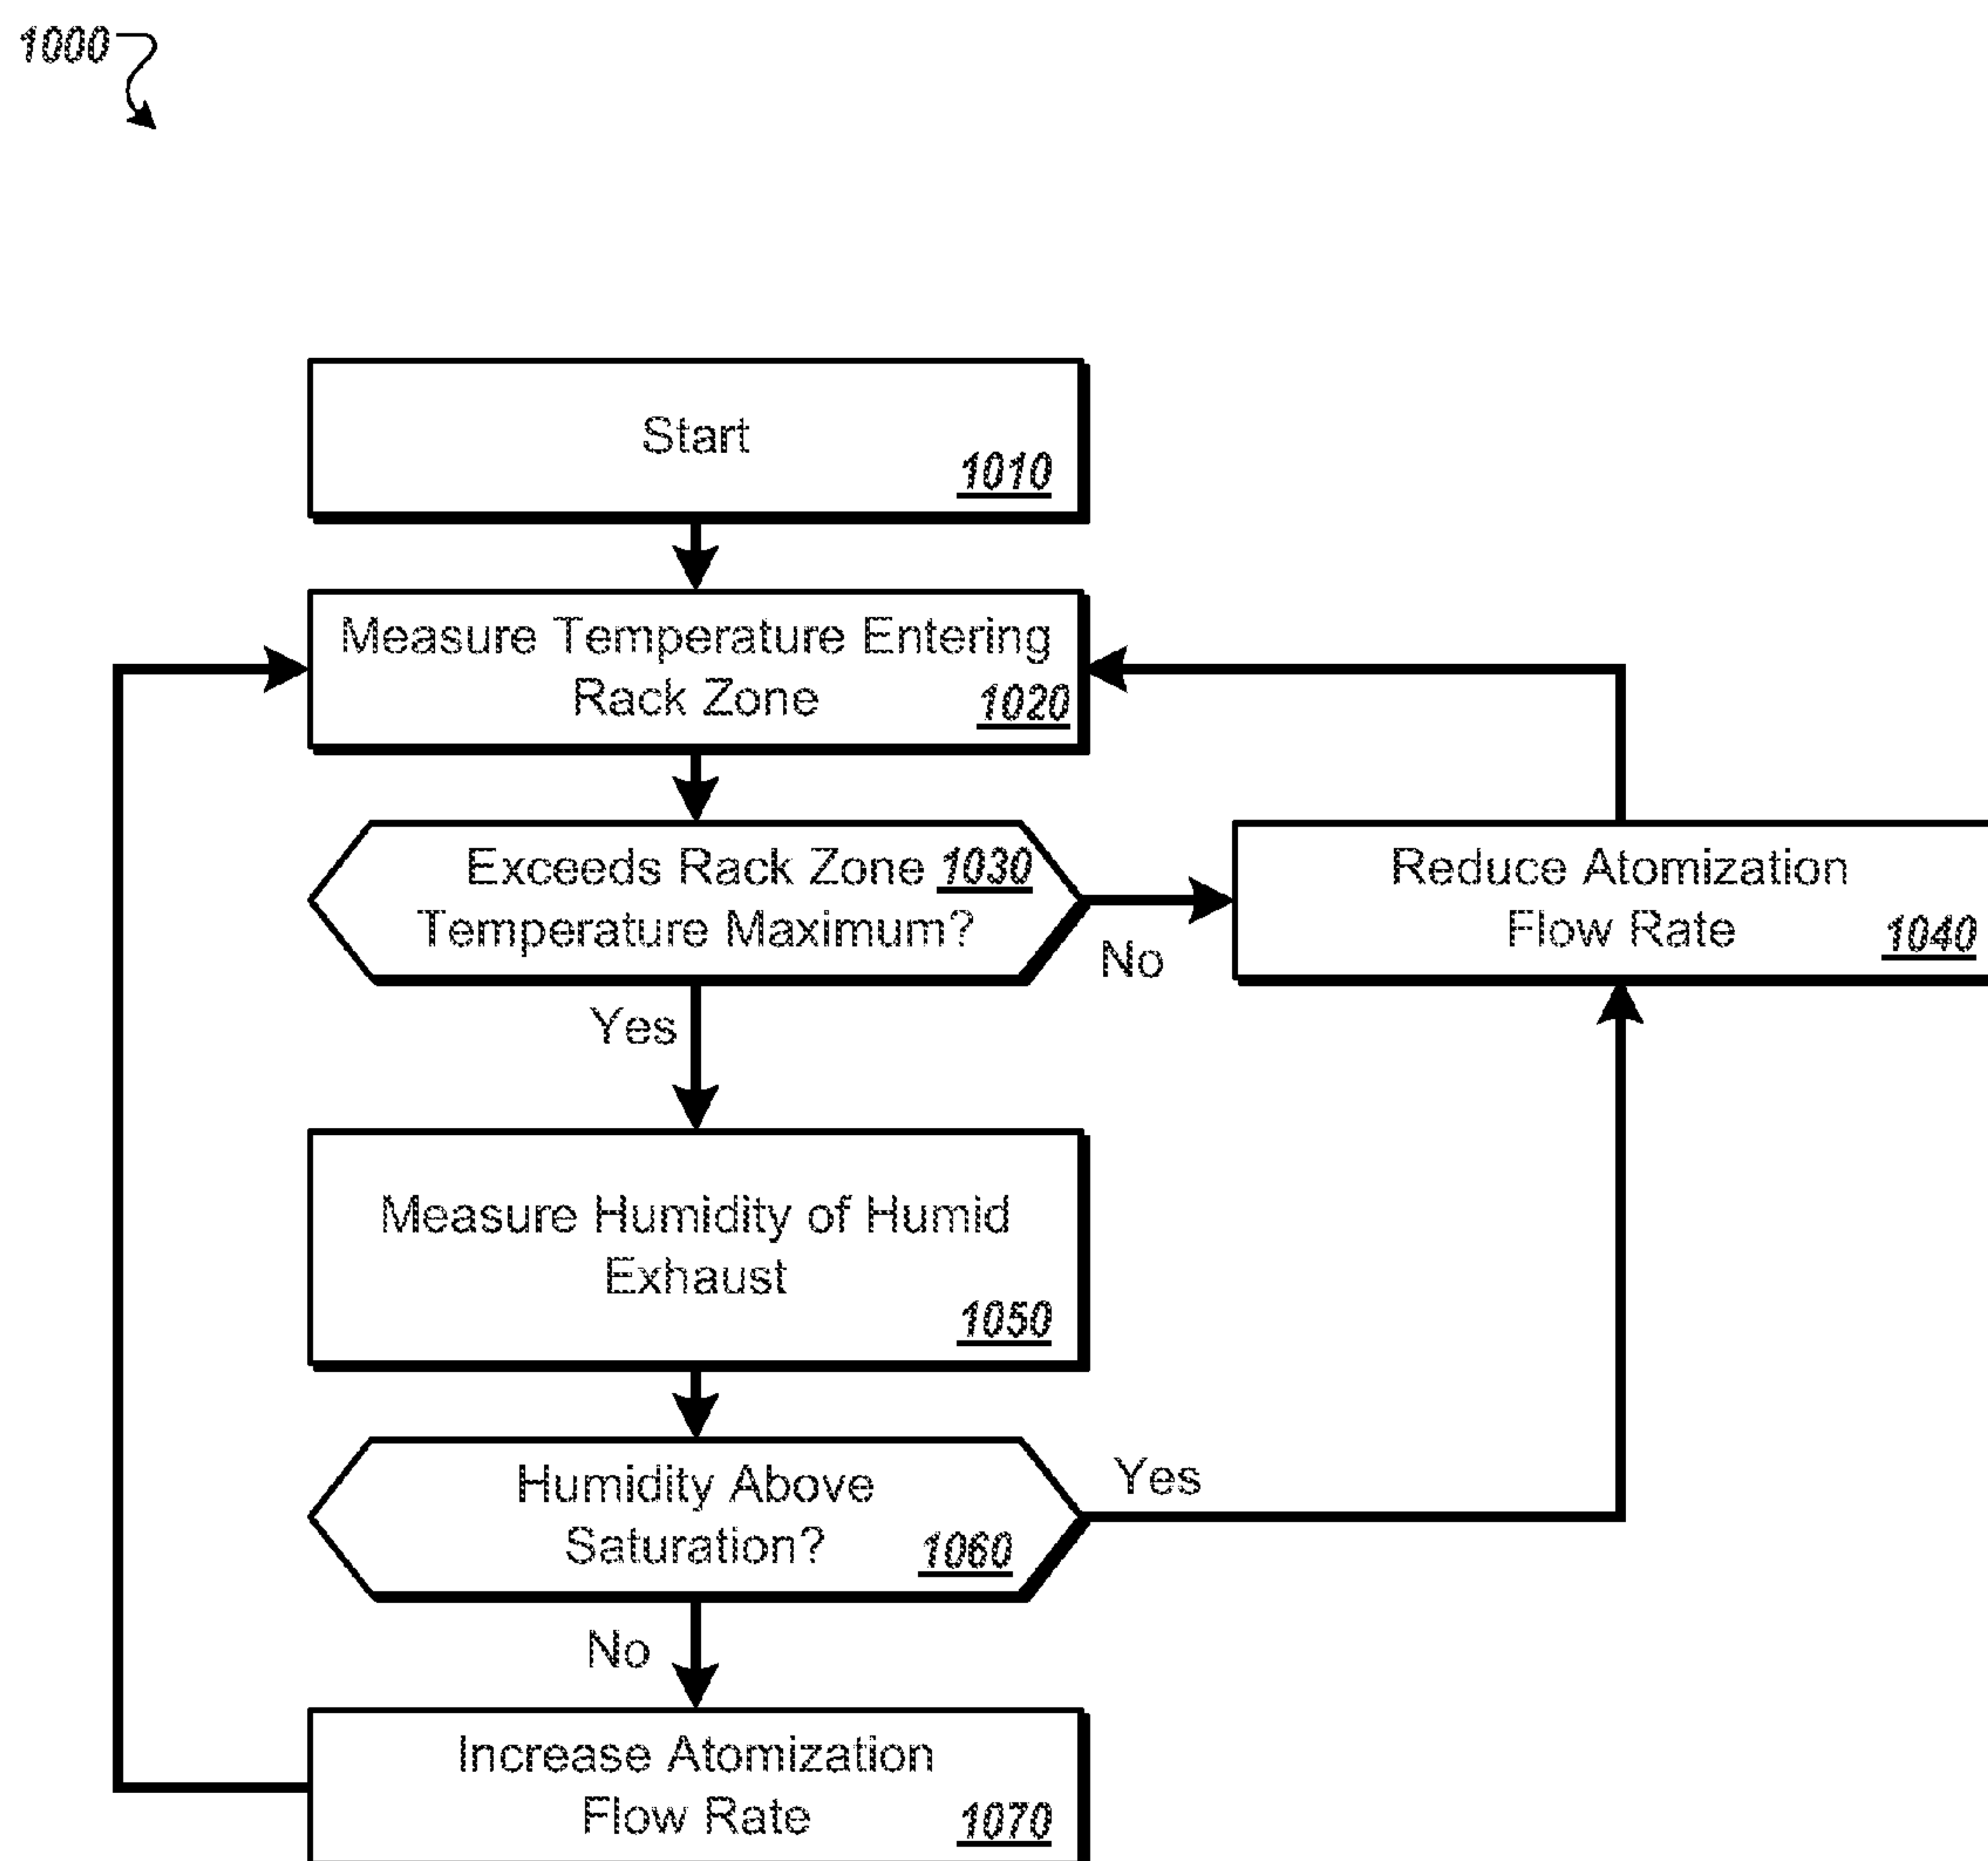 1000
Start
1010
Measure Temperature Entering
Rack Zone
1020
Exceeds Rack Zone 1030
Temperature Maximum?
No
Reduce Atomization
Flow Rate
1040
Yes
Measure Humidity of Humid
Exhaust
1050
Humidity Above
Saturation?
1060
Yes
No
Increase Atomization
Flow Rate
1070